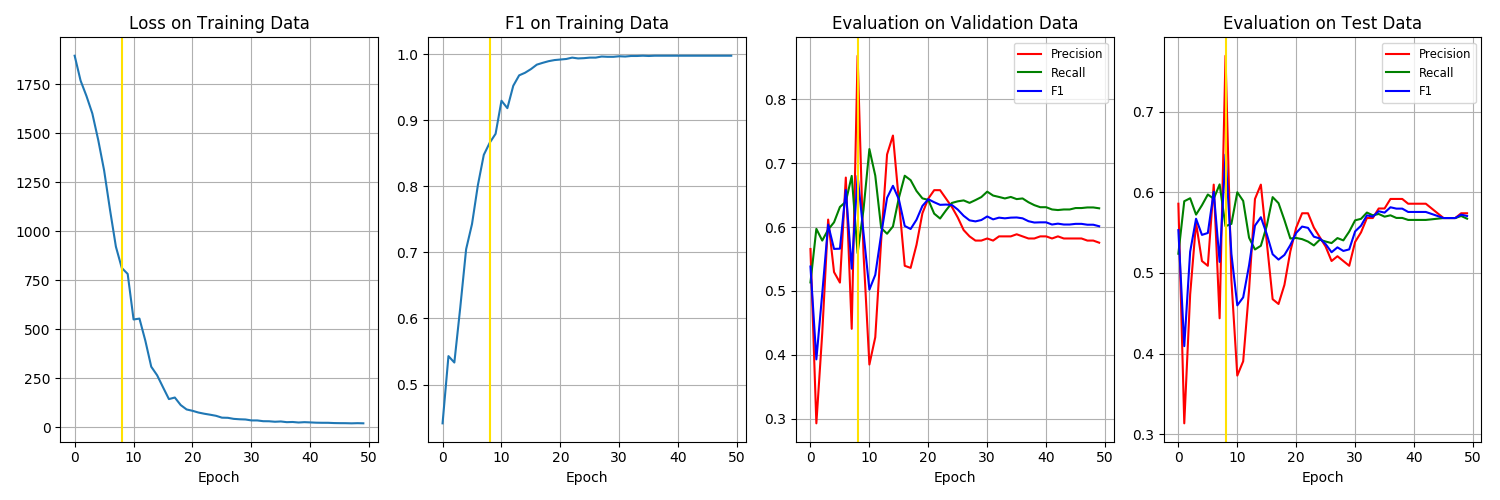 Loss on Training Data
1750
1500
1250
1000
750
500
250
0
0 10 20 30 40 50
Epoch
F1 on Training Data
1.0
0.9
0.8
0.7
0.6
0.5
0 10 20 30 40 50
Epoch
Evaluation on Validation Data
Precision
Recall
F1
0.8
0.7
0.6
0.5
0.4
0.3
0 10 20 30 40 50
Epoch
Evaluation on Test Data
Precision
Recall
F1
0.7
0.6
0.5
0.4
0.3
0 10 20 30 40 50
Epoch